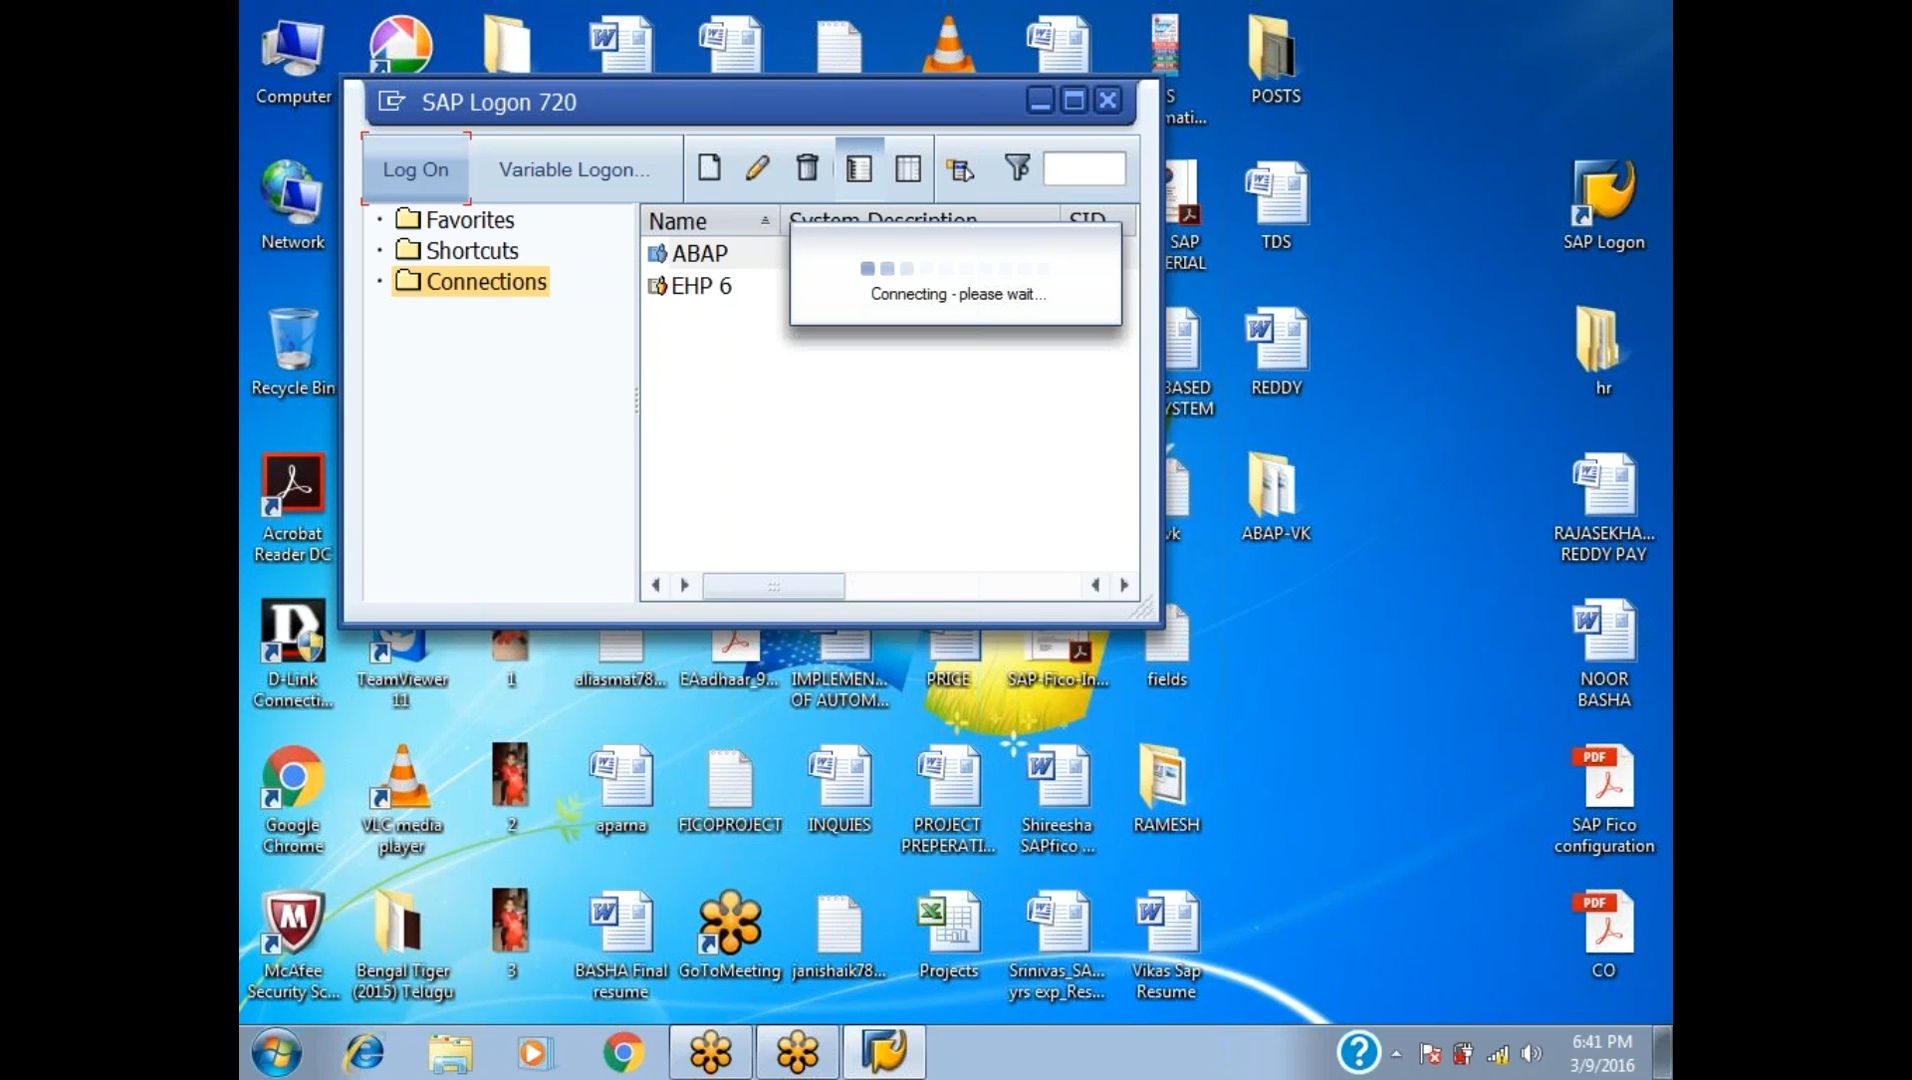 Computer
S
mati...
POSTS
SAP Logon 720
Log On
Variable Logon...
Favorites
Shortcuts
Connections
Name
System Description
SID
ABAP
EHP 6
Connecting - please wait...
Network
SAP
ERIAL
TDS
SAP Logon
Recycle Bin
BASED
YSTEM
REDDY
hr
Acrobat
Reader DC
vk
ABAP-VK
RAJASEKHA...
REDDY PAY
D-Link
Connecti...
TeamViewer
11
1
aliasmat78...
EAadhaar_9...
IMPLEMEN...
OF AUTOM...
PRICE
SAP-Fico-In...
fields
NOOR
BASHA
Google
Chrome
VLC media
player
2
aparna
FICOPROJECT
INQUIES
PROJECT
PREPERATI...
Shireesha
SAPfico ...
RAMESH
PDF
SAP Fico
configuration
McAfee
Security Sc...
Bengal Tiger
(2015) Telugu
3
BASHA Final
resume
GoToMeeting
janishaik78...
Projects
Srinivas_SA...
yrs exp_Res...
Vikas Sap
Resume
PDF
CO
6:41 PM
3/9/2016